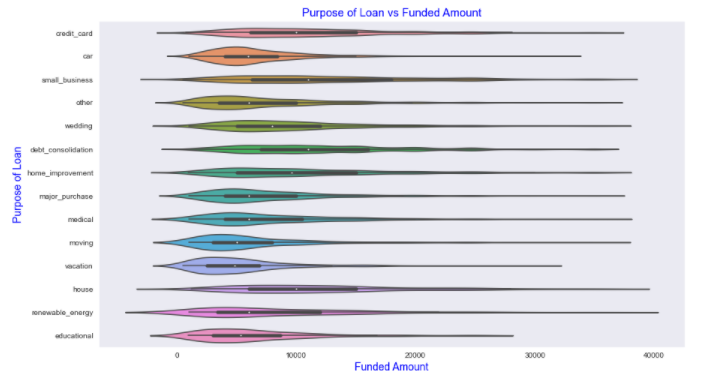 Purpose of Loan vs Funded Amount
credit_card
car
small_business
other
wedding
debt_consolidation
home_improvement
major_purchase
medical
moving
vacation
house
renewable_energy
educational
Purpose of Loan
0 10000 20000 30000 40000
Funded Amount